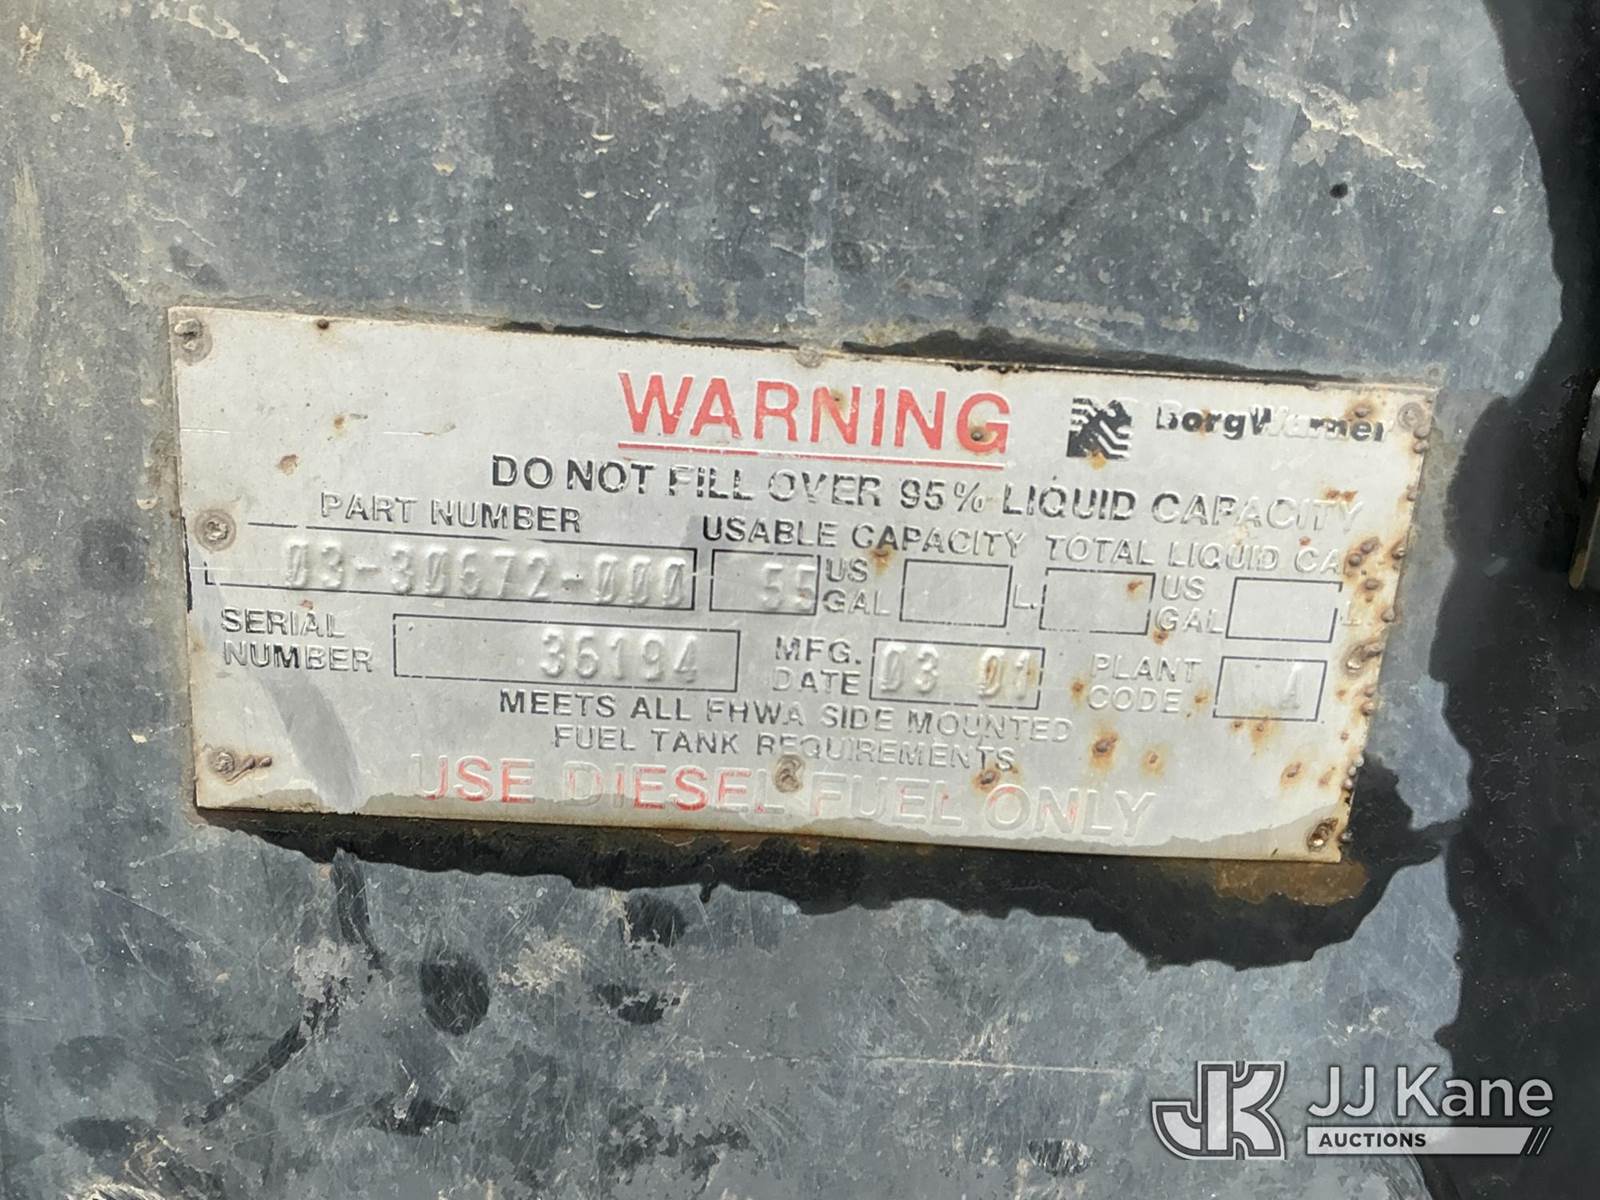 WARNING BorgWarner
DO NOT FILL OVER 95% LIQUID CAPACITY
PART NUMBER USABLE CAPACITY TOTAL LIQUID CA
03-30672-000 55 US GAL L. US GAL L
SERIAL NUMBER 36194 MFG. DATE 03 01 PLANT CODE A
MEETS ALL FHWA SIDE MOUNTED
FUEL TANK REQUIREMENTS
USE DIESEL FUEL ONLY
JK JJ Kane
AUCTIONS